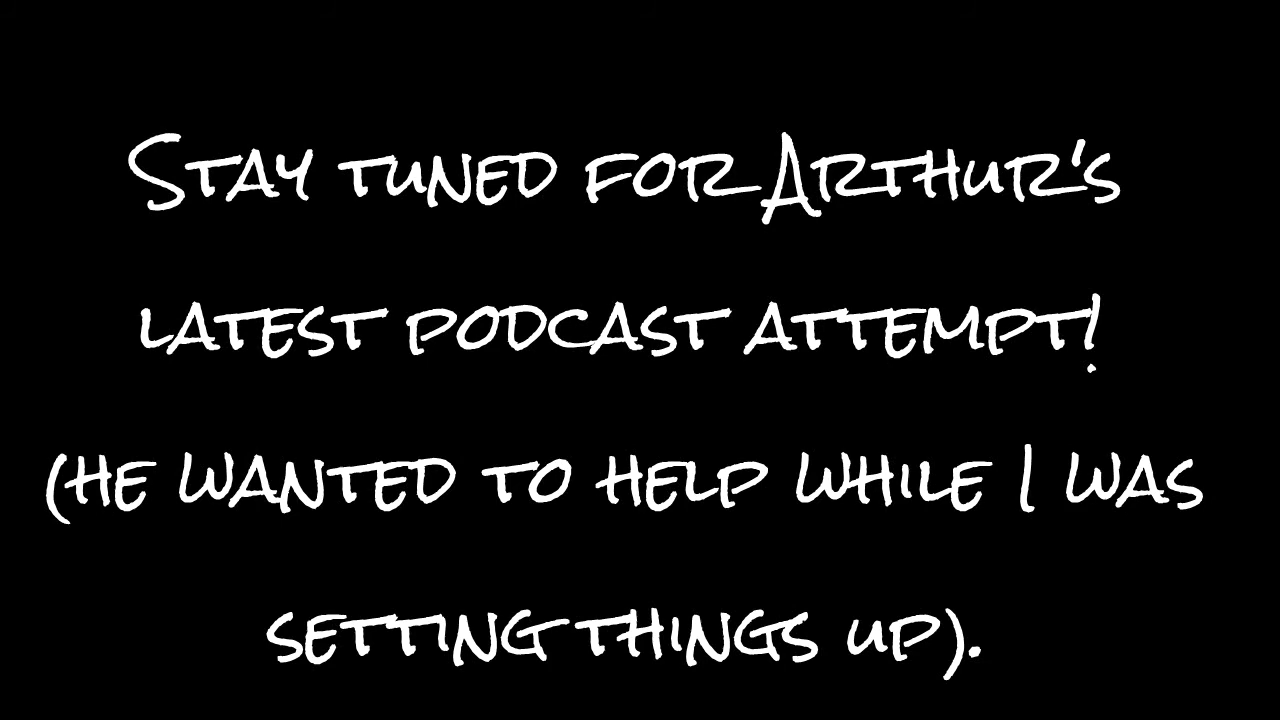 Stay tuned for Arthur's
latest podcast attempt!
(he wanted to help while I was
setting things up).